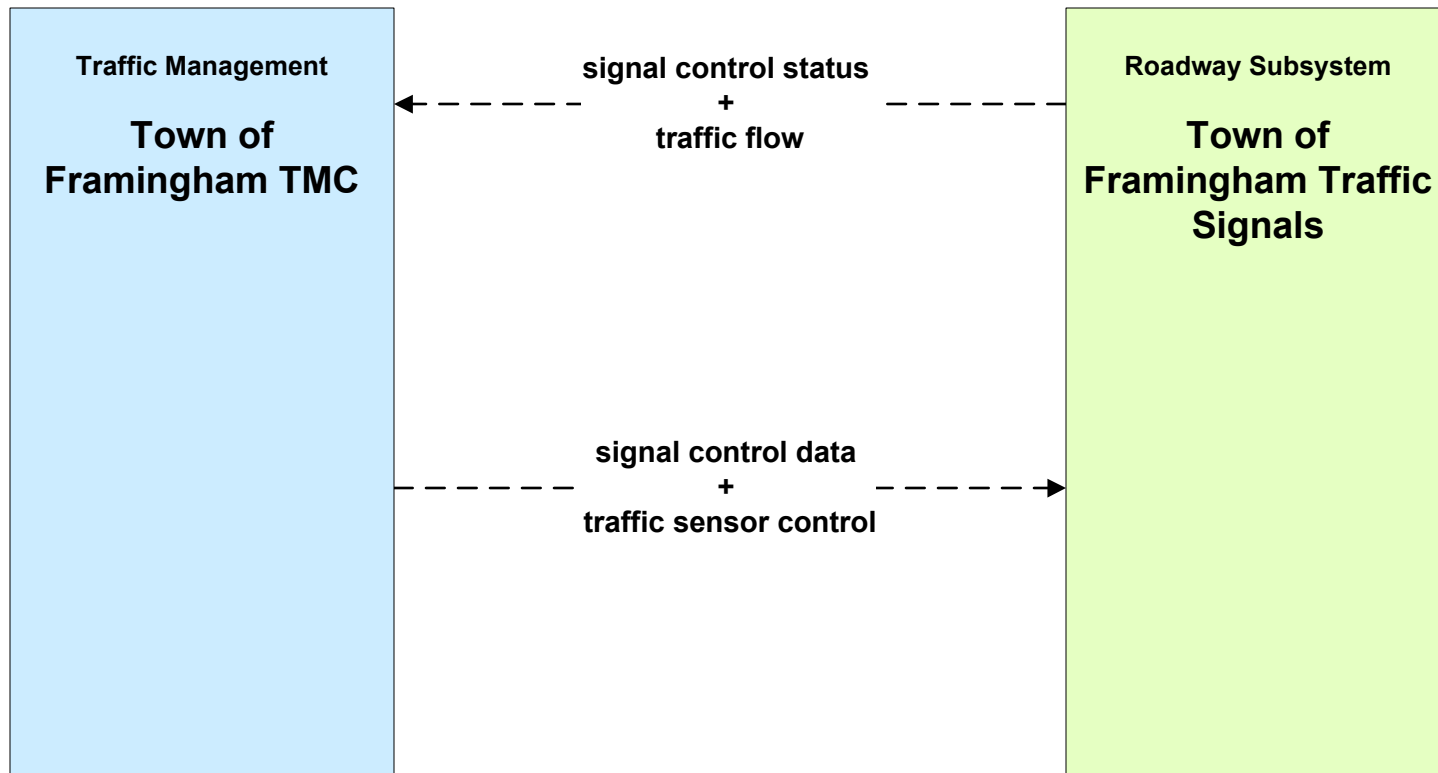 Traffic Management
Town of
Framingham TMC
signal control status
+
traffic flow
Roadway Subsystem
Town of
Framingham Traffic
Signals
signal control data
+
traffic sensor control